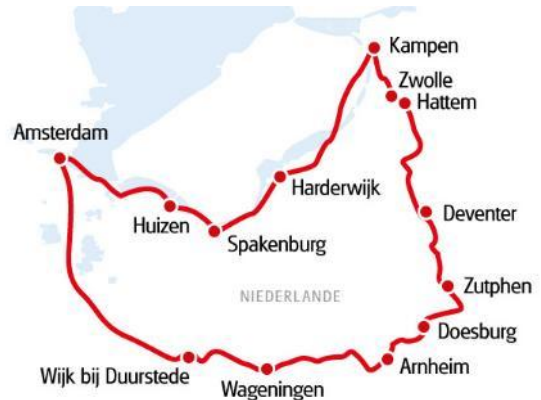 Kampen
Zwolle
Hattem
Amsterdam
Harderwijk
Huizen
Deventer
Spakenburg
Zutphen
NIEDERLANDE
Doesburg
Arnheim
Wijk bij Duurstede
Wageningen